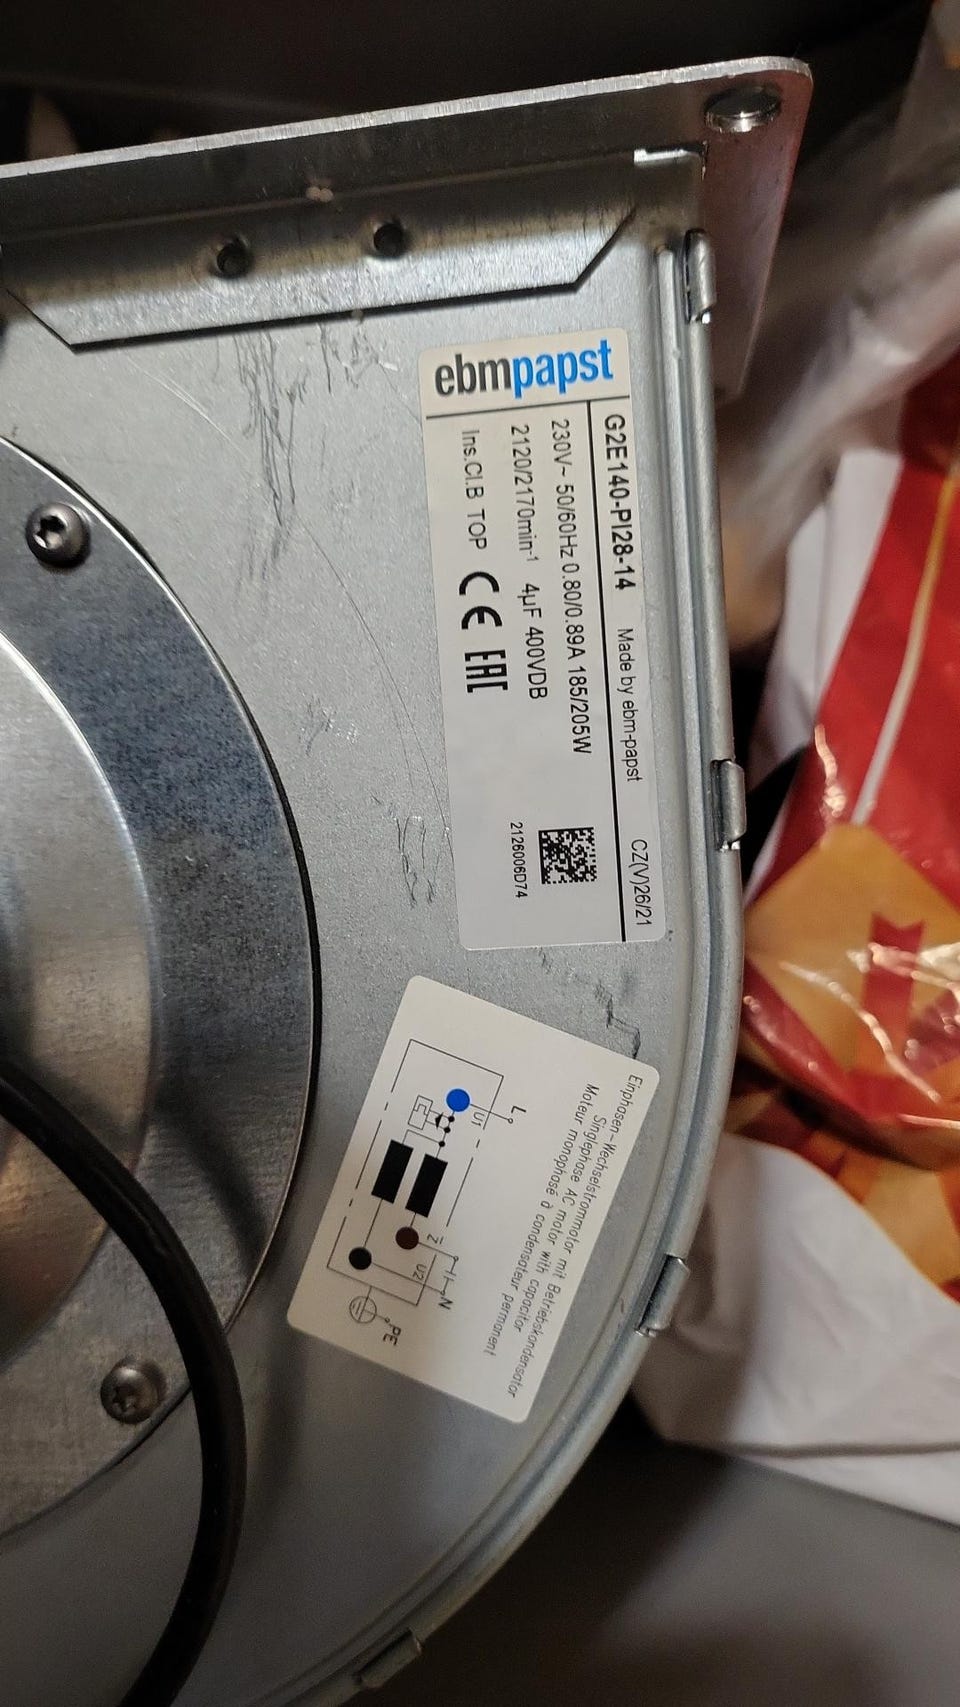 ebmpapst
G2E140-PI28-14 Made by ebm-papst CZ(V)26/21
230V~ 50/60Hz 0.80/0.89A 185/205W
2120/2170min-1 4µF 400VDB
Ins.Cl.B TOP CE EAC
2126006D74
Einphasen-Wechselstrommotor mit Betriebskondensator
Singlephase AC motor with capacitor
Moteur monophasé à condensateur permanent
L
U1
Z
U2
N
PE